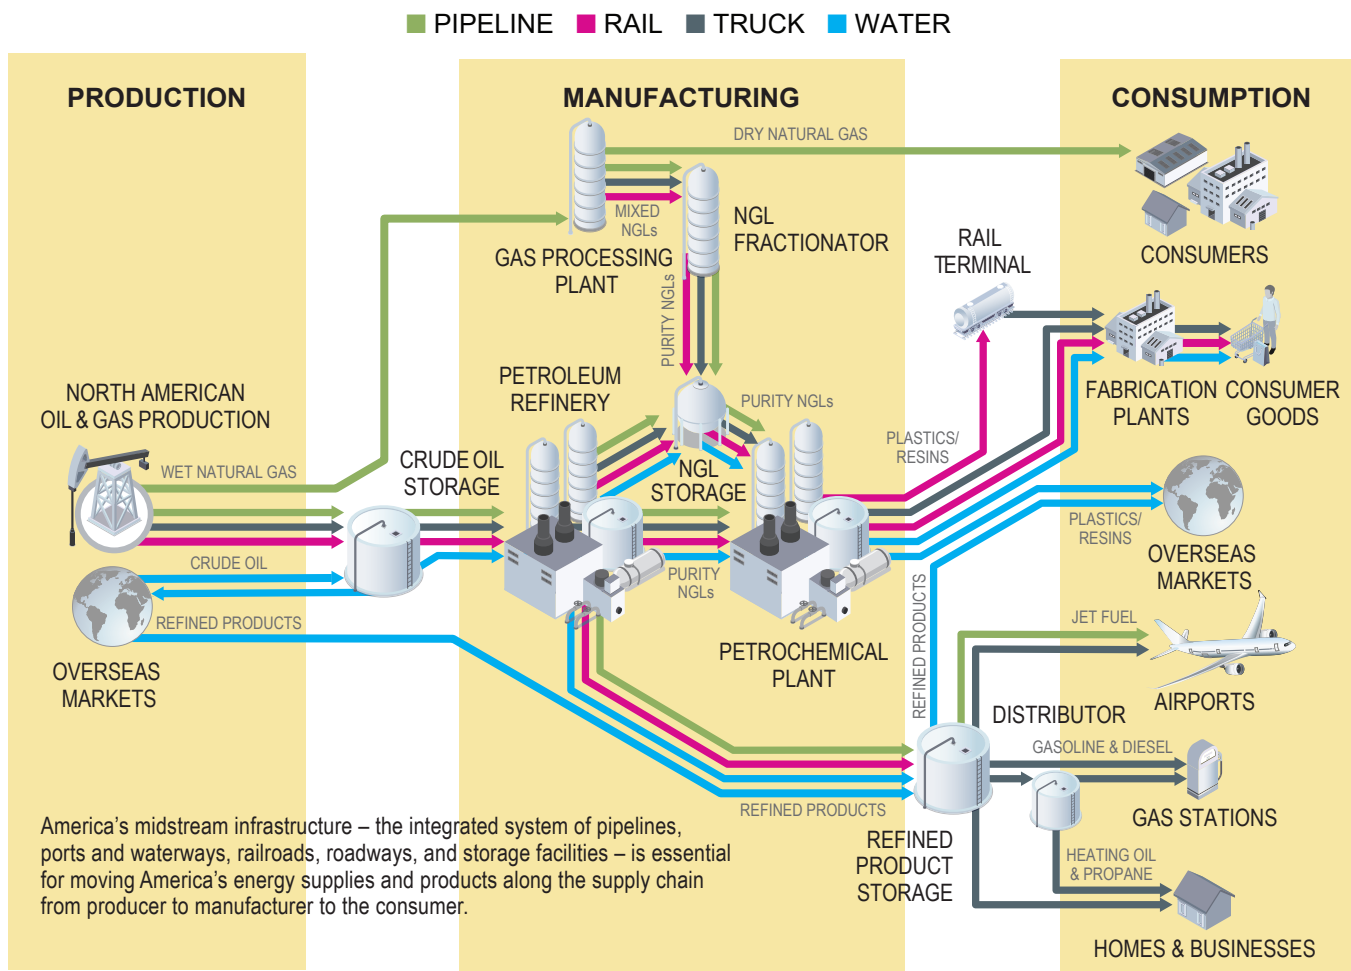 PIPELINE RAIL TRUCK WATER
PRODUCTION
MANUFACTURING
CONSUMPTION
DRY NATURAL GAS
MIXED
NGLs
NGL
FRACTIONATOR
GAS PROCESSING
PLANT
CONSUMERS
RAIL
TERMINAL
PURITY NGLs
PETROLEUM
REFINERY
NORTH AMERICAN
OIL & GAS PRODUCTION
WET NATURAL GAS
CRUDE OIL
STORAGE
PURITY NGLs
NGL
STORAGE
PLASTICS/
RESINS
FABRICATION
PLANTS
CONSUMER
GOODS
PLASTICS/
RESINS
OVERSEAS
MARKETS
CRUDE OIL
REFINED PRODUCTS
OVERSEAS
MARKETS
PURITY
NGLs
PETROCHEMICAL
PLANT
REFINED PRODUCTS
JET FUEL
AIRPORTS
DISTRIBUTOR
GASOLINE & DIESEL
GAS STATIONS
REFINED PRODUCTS
REFINED
PRODUCT
STORAGE
HEATING OIL
& PROPANE
HOMES & BUSINESSES
America's midstream infrastructure – the integrated system of pipelines,
ports and waterways, railroads, roadways, and storage facilities – is essential
for moving America's energy supplies and products along the supply chain
from producer to manufacturer to the consumer.